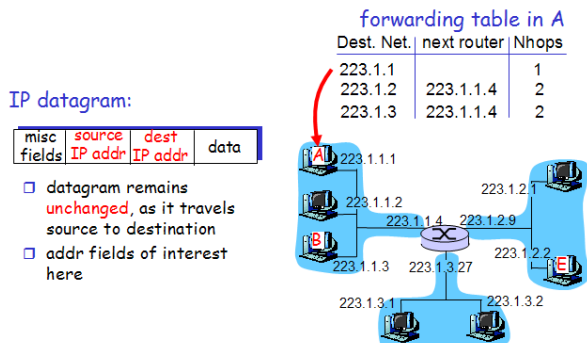 forwarding table in A
Dest. Net. next router Nhops
223.1.1 1
223.1.2 223.1.1.4 2
223.1.3 223.1.1.4 2
IP datagram:
misc fields
source IP addr
dest IP addr
data
datagram remains
unchanged, as it travels
source to destination
addr fields of interest
here
A
223.1.1.1
223.1.1.2
B
223.1.1.3
223.1.1.4
223.1.2.9
223.1.2.1
223.1.2.2
E
223.1.3.27
223.1.3.1
223.1.3.2